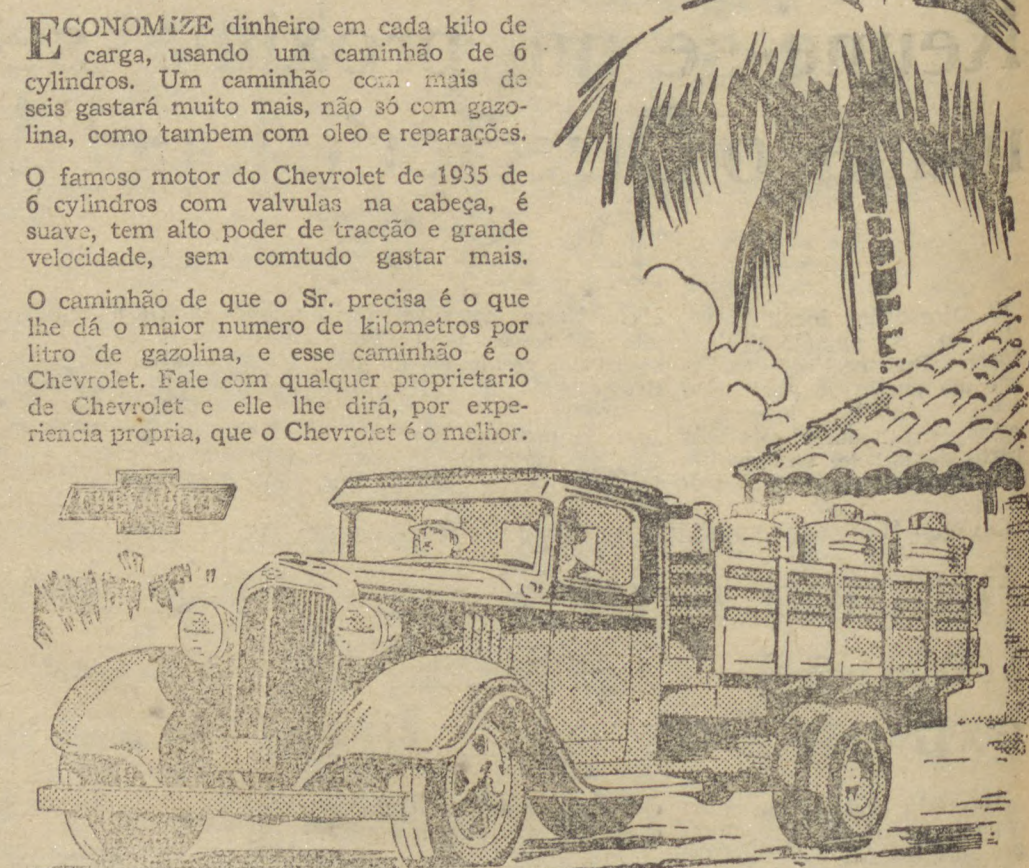 ECONOMIZE dinheiro em cada kilo de
carga, usando um caminhão de 6
cylindros. Um caminhão com mais de
seis gastará muito mais, não só com gazo-
lina, como tambem com oleo e reparações.
O famoso motor do Chevrolet de 1935 de
6 cylindros com valvulas na cabeça, é
suave, tem alto poder de tracção e grande
velocidade, sem comtudo gastar mais.
O caminhão de que o Sr. precisa é o que
lhe dá o maior numero de kilometros por
litro de gazolina, e esse caminhão é o
Chevrolet. Fale com qualquer proprietario
de Chevrolet e elle lhe dirá, por expe-
riencia propria, que o Chevrolet é o melhor.
CHEVROLET